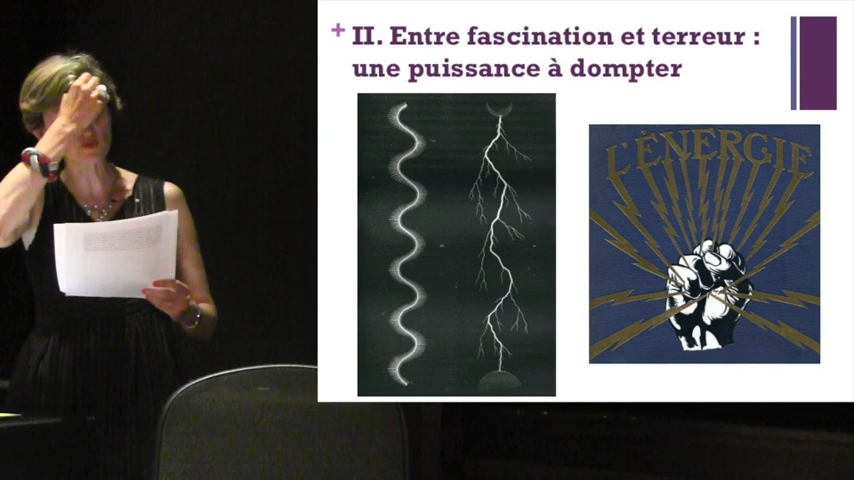 + II. Entre fascination et terreur :
une puissance à dompter
L'ÉNERGIE